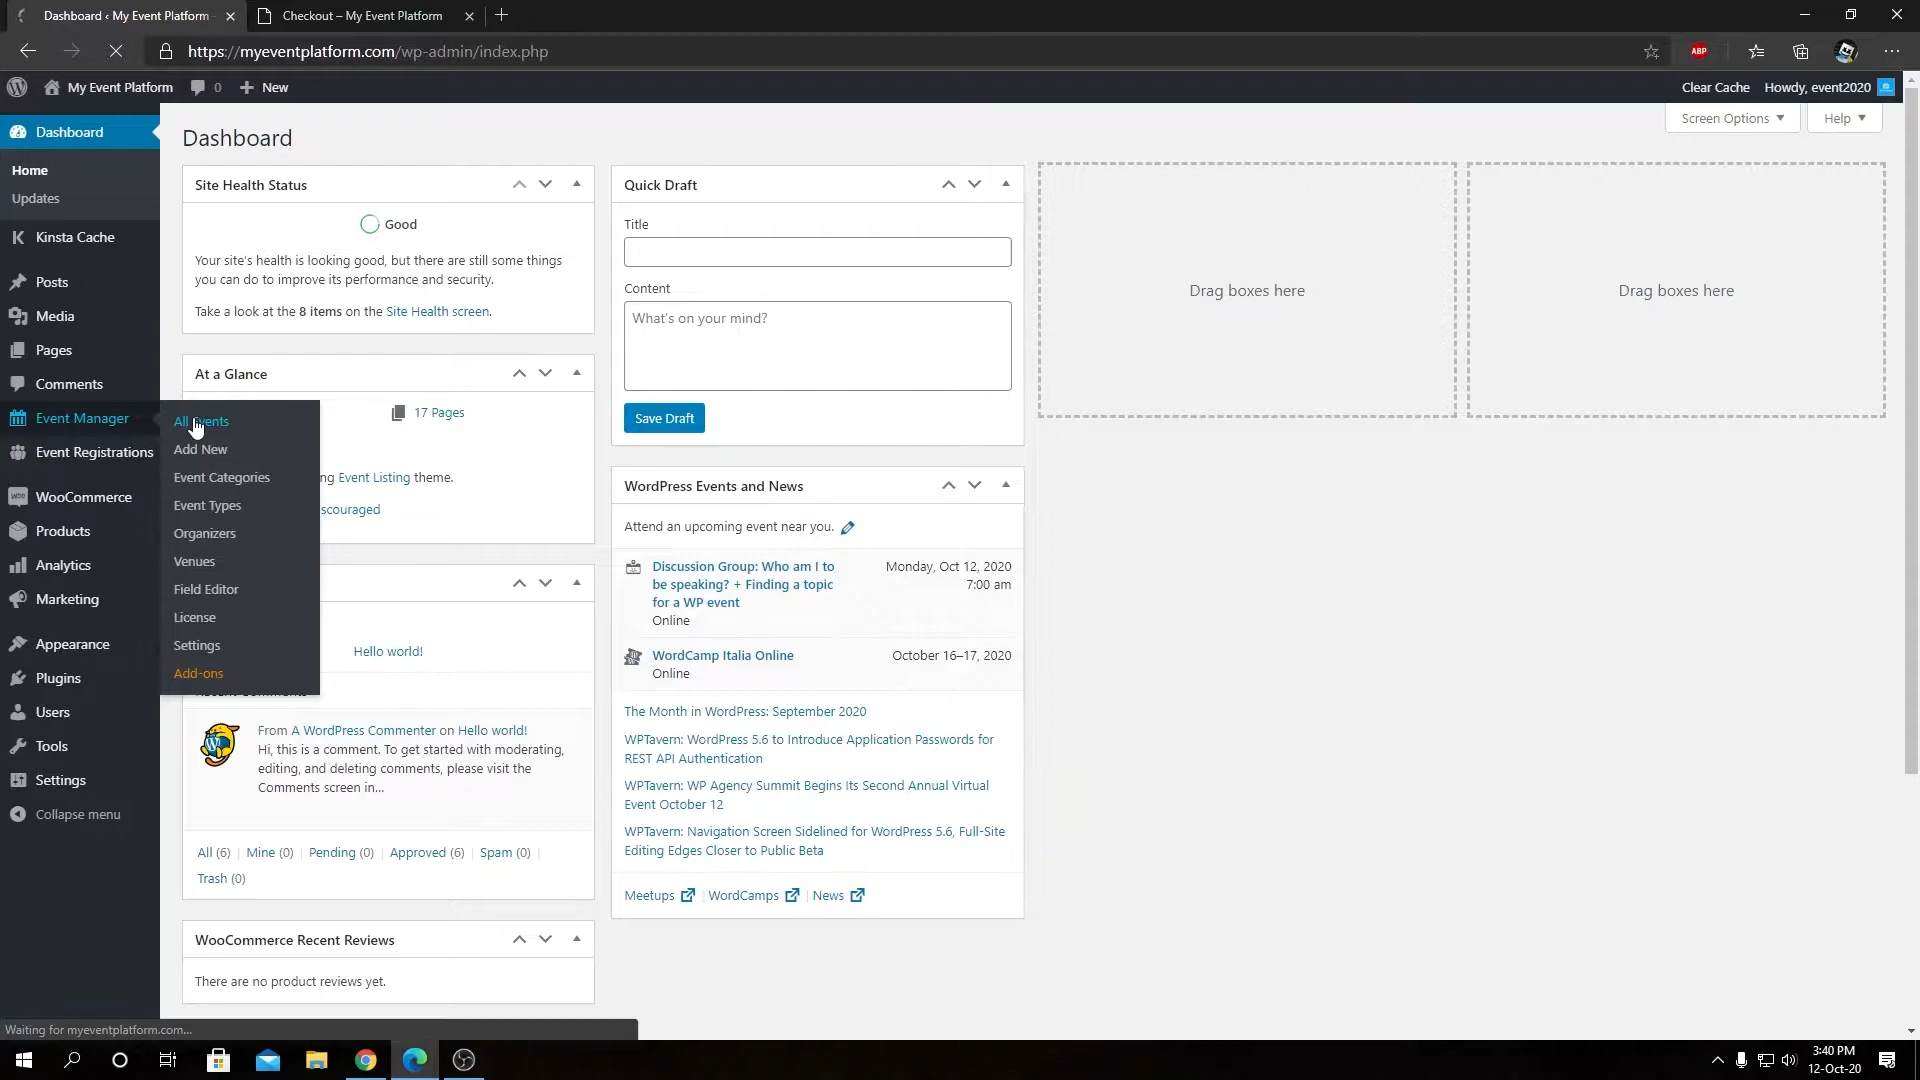 Dashboard ‹ My Event Platform
Checkout – My Event Platform
https://myeventplatform.com/wp-admin/index.php
ABP
My Event Platform
0
New
Clear Cache
Howdy, event2020
Dashboard
Home
Updates
Kinsta Cache
Posts
Media
Pages
Comments
Event Manager
Event Registrations
WooCommerce
Products
Analytics
Marketing
Appearance
Plugins
Users
Tools
Settings
Collapse menu
All Events
Add New
Event Categories
Event Types
Organizers
Venues
Field Editor
License
Settings
Add-ons
Dashboard
Screen Options
Help
Site Health Status
Good
Your site's health is looking good, but there are still some things
you can do to improve its performance and security.
Take a look at the 8 items on the Site Health screen.
At a Glance
17 Pages
ng Event Listing theme.
scouraged
Hello world!
From A WordPress Commenter on Hello world!
Hi, this is a comment. To get started with moderating,
editing, and deleting comments, please visit the
Comments screen in...
All (6) | Mine (0) | Pending (0) | Approved (6) | Spam (0) |
Trash (0)
WooCommerce Recent Reviews
There are no product reviews yet.
Quick Draft
Title
Content
What's on your mind?
Save Draft
WordPress Events and News
Attend an upcoming event near you.
Discussion Group: Who am I to
be speaking? + Finding a topic
for a WP event
Online
Monday, Oct 12, 2020
7:00 am
WordCamp Italia Online
Online
October 16–17, 2020
The Month in WordPress: September 2020
WPTavern: WordPress 5.6 to Introduce Application Passwords for
REST API Authentication
WPTavern: WP Agency Summit Begins Its Second Annual Virtual
Event October 12
WPTavern: Navigation Screen Sidelined for WordPress 5.6, Full-Site
Editing Edges Closer to Public Beta
Meetups | WordCamps | News
Drag boxes here
Drag boxes here
Waiting for myeventplatform.com...
3:40 PM
12-Oct-20